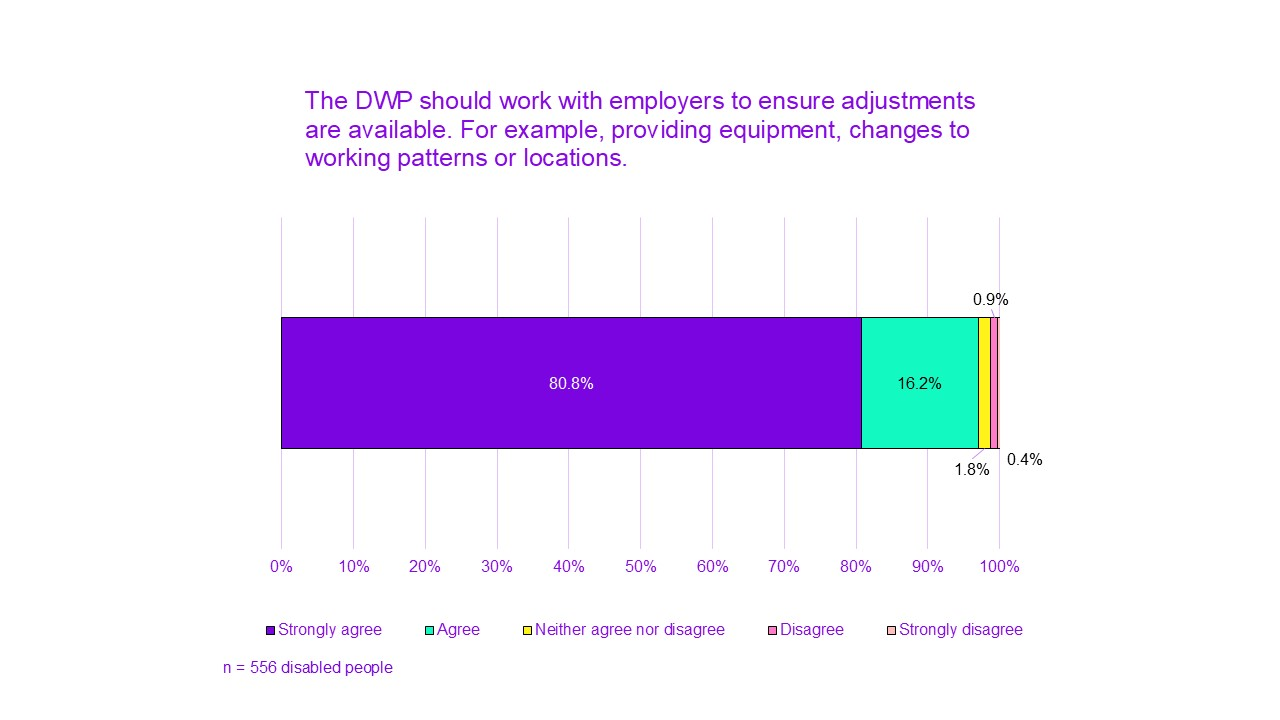 The DWP should work with employers to ensure adjustments
are available. For example, providing equipment, changes to
working patterns or locations.
0.9%
80.8%
16.2%
1.8%
0.4%
0% 10% 20% 30% 40% 50% 60% 70% 80% 90% 100%
Strongly agree Agree Neither agree nor disagree Disagree Strongly disagree
n = 556 disabled people